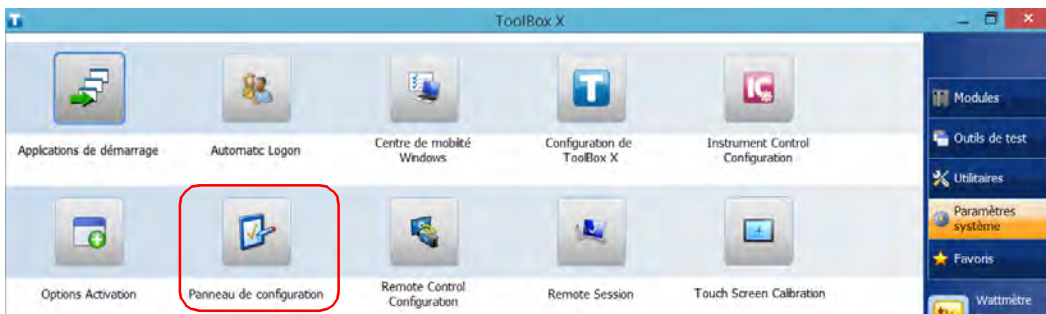 ToolBox X
Applications de démarrage
Automatic Logon
Centre de mobilité
Windows
Configuration de
ToolBox X
Instrument Control
Configuration
Options Activation
Panneau de configuration
Remote Control
Configuration
Remote Session
Touch Screen Calibration
Modules
Outils de test
Utilitaires
Paramètres
système
Favoris
Wattmètre